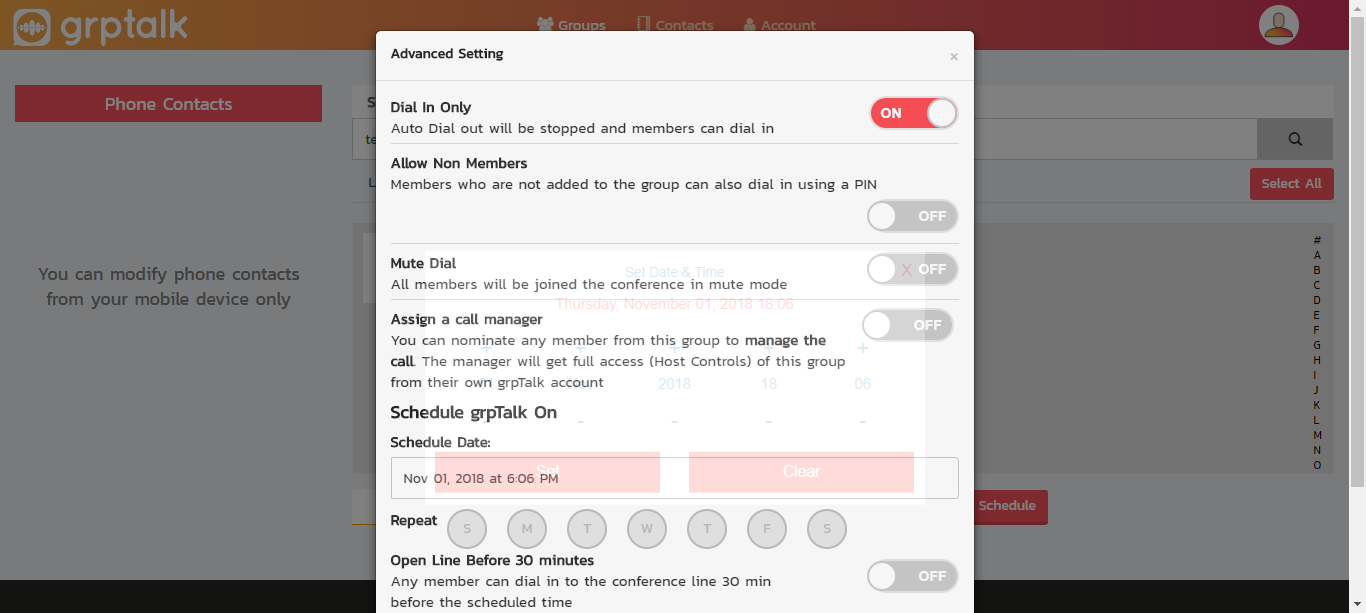 grptalk
Groups
Contacts
Account
Advanced Setting
×
Phone Contacts
Dial In Only
Auto Dial out will be stopped and members can dial in
ON
Allow Non Members
Members who are not added to the group can also dial in using a PIN
OFF
Select All
You can modify phone contacts
from your mobile device only
Mute Dial
All members will be joined the conference in mute mode
OFF
Set Date & Time
X
Thursday, November 01, 2018 18:06
Assign a call manager
You can nominate any member from this group to manage the
call. The manager will get full access (Host Controls) of this group
from their own grpTalk account
OFF
+ + + + +
2018 18 06
- - - -
Schedule grpTalk On
Schedule Date:
Nov 01, 2018 at 6:06 PM
Set
Clear
Repeat
S M T W T F S
Open Line Before 30 minutes
Any member can dial in to the conference line 30 min
before the scheduled time
OFF
Schedule
#
A
B
C
D
E
F
G
H
I
J
K
L
M
N
O